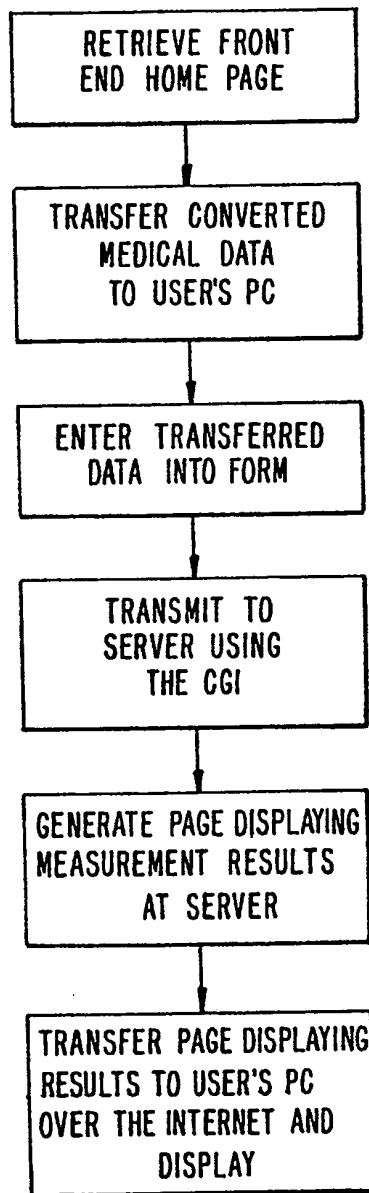 RETRIEVE FRONT
END HOME PAGE
TRANSFER CONVERTED
MEDICAL DATA
TO USER'S PC
ENTER TRANSFERRED
DATA INTO FORM
TRANSMIT TO
SERVER USING
THE CGI
GENERATE PAGE DISPLAYING
MEASUREMENT RESULTS
AT SERVER
TRANSFER PAGE DISPLAYING
RESULTS TO USER'S PC
OVER THE INTERNET AND
DISPLAY